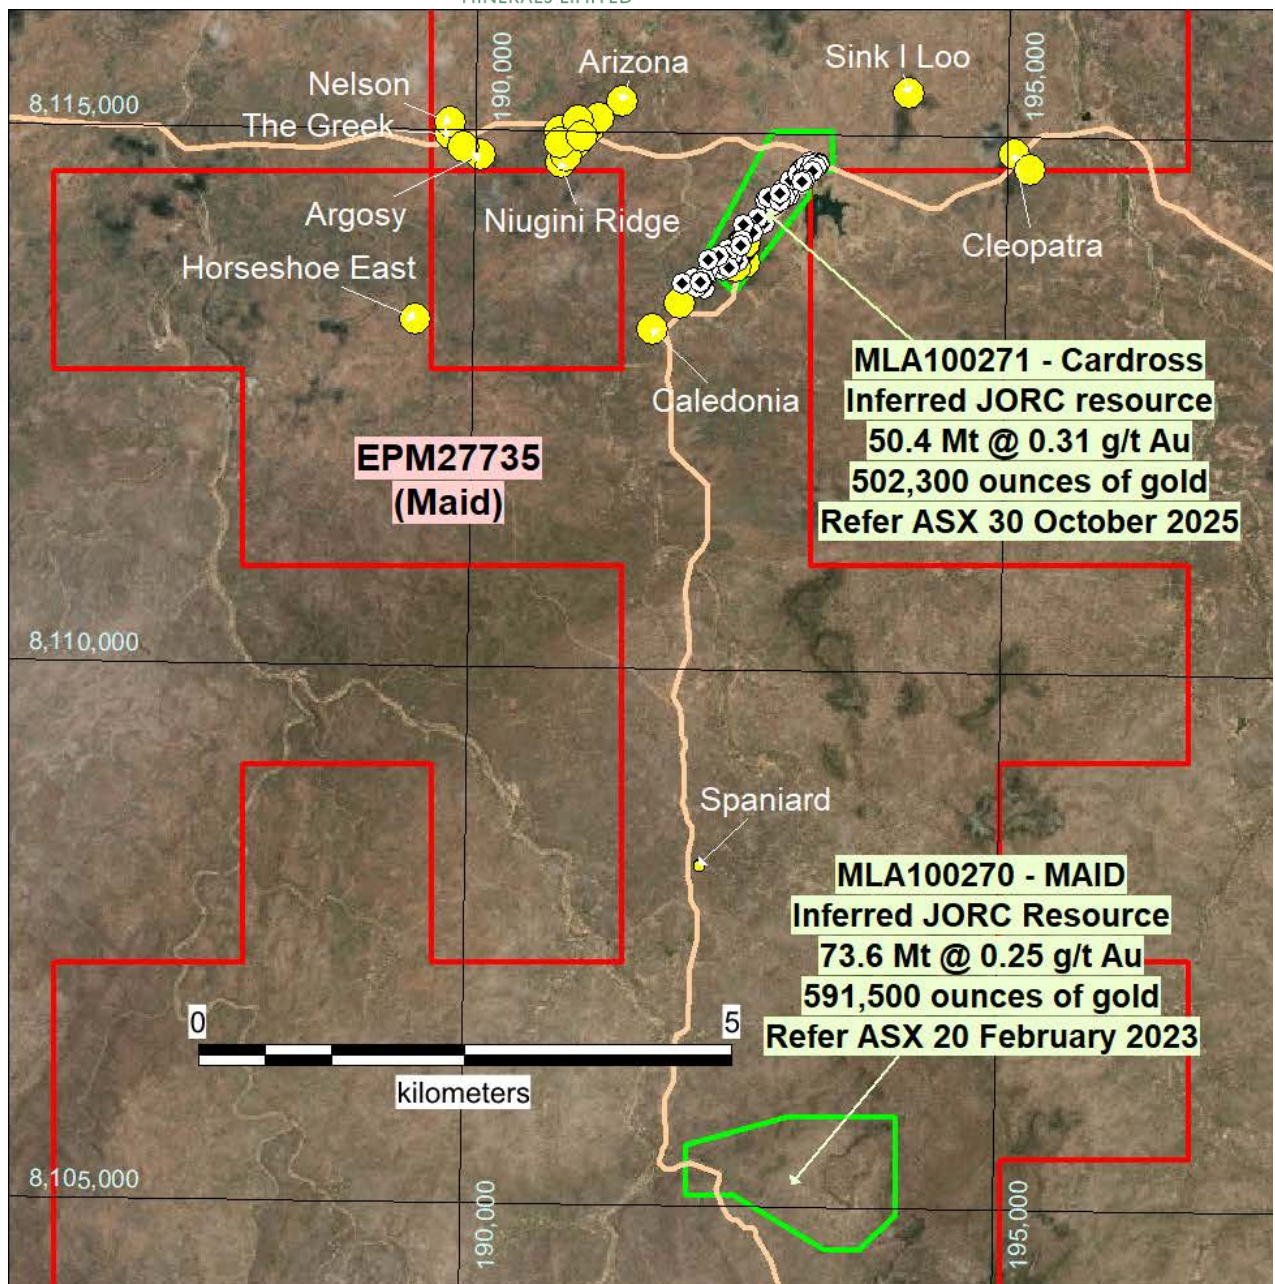 MINERALS LIMITED
190,000
195,000
Arizona
Sink I Loo
Nelson
8,115,000
The Greek
Argosy
Niugini Ridge
Cleopatra
Horseshoe East
MLA100271 - Cardross
Inferred JORC resource
50.4 Mt @ 0.31 g/t Au
502,300 ounces of gold
Refer ASX 30 October 2025
Caledonia
EPM27735
(Maid)
8,110,000
Spaniard
MLA100270 - MAID
Inferred JORC Resource
73.6 Mt @ 0.25 g/t Au
591,500 ounces of gold
Refer ASX 20 February 2023
0
5
kilometers
8,105,000
190,000
195,000